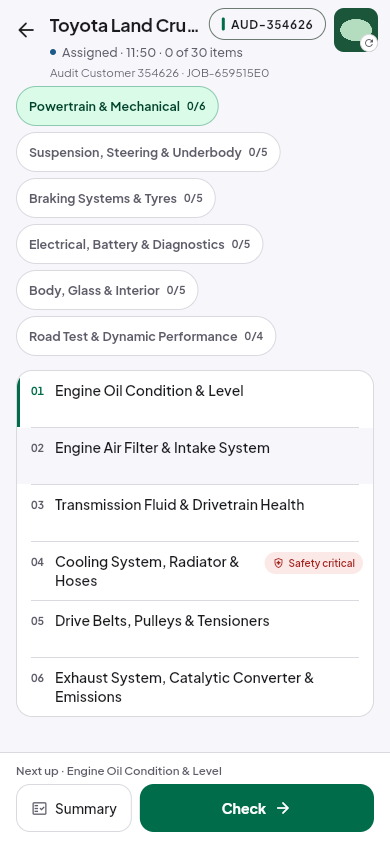 Toyota Land Cru...
AUD-354626
Assigned · 11:50 · 0 of 30 items
Audit Customer 354626 · JOB-659515E0
Powertrain & Mechanical 0/6
Suspension, Steering & Underbody 0/5
Braking Systems & Tyres 0/5
Electrical, Battery & Diagnostics 0/5
Body, Glass & Interior 0/5
Road Test & Dynamic Performance 0/4
01 Engine Oil Condition & Level
02 Engine Air Filter & Intake System
03 Transmission Fluid & Drivetrain Health
04 Cooling System, Radiator &
Hoses
Safety critical
05 Drive Belts, Pulleys & Tensioners
06 Exhaust System, Catalytic Converter &
Emissions
Next up · Engine Oil Condition & Level
Summary
Check